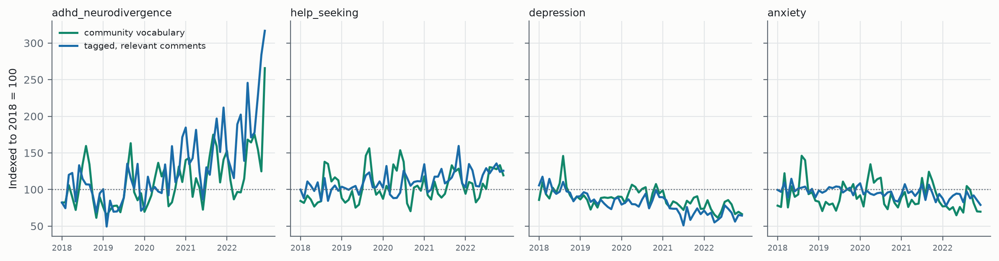 adhd_neurodivergence
help_seeking
depression
anxiety
community vocabulary
tagged, relevant comments
Indexed to 2018 = 100
300
250
200
150
100
50
2018 2019 2020 2021 2022
2018 2019 2020 2021 2022
2018 2019 2020 2021 2022
2018 2019 2020 2021 2022